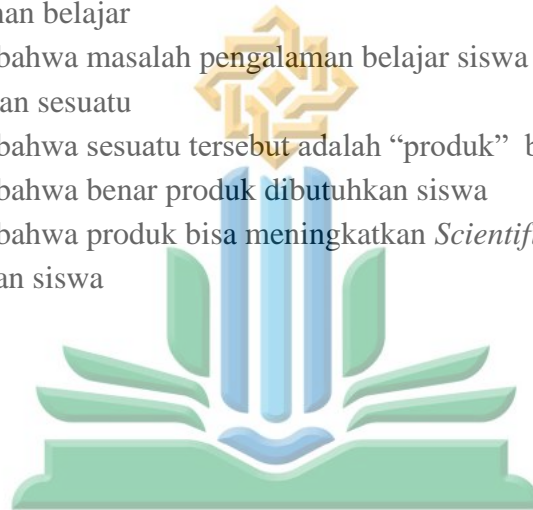 an belajar
bahwa masalah pengalaman belajar siswa
an sesuatu
bahwa sesuatu tersebut adalah “produk” b
bahwa benar produk dibutuhkan siswa
bahwa produk bisa meningkatkan Scientif
an siswa